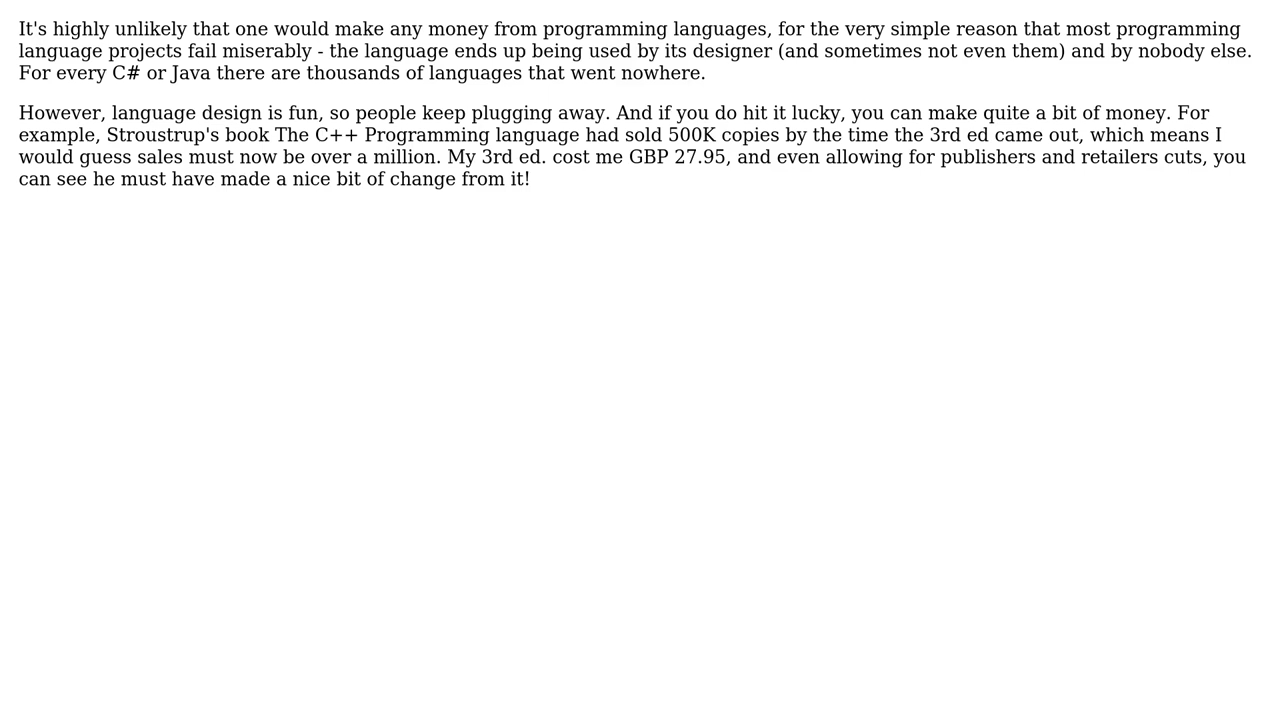 It's highly unlikely that one would make any money from programming languages, for the very simple reason that most programming
language projects fail miserably - the language ends up being used by its designer (and sometimes not even them) and by nobody else.
For every C# or Java there are thousands of languages that went nowhere.
However, language design is fun, so people keep plugging away. And if you do hit it lucky, you can make quite a bit of money. For
example, Stroustrup's book The C++ Programming language had sold 500K copies by the time the 3rd ed came out, which means I
would guess sales must now be over a million. My 3rd ed. cost me GBP 27.95, and even allowing for publishers and retailers cuts, you
can see he must have made a nice bit of change from it!